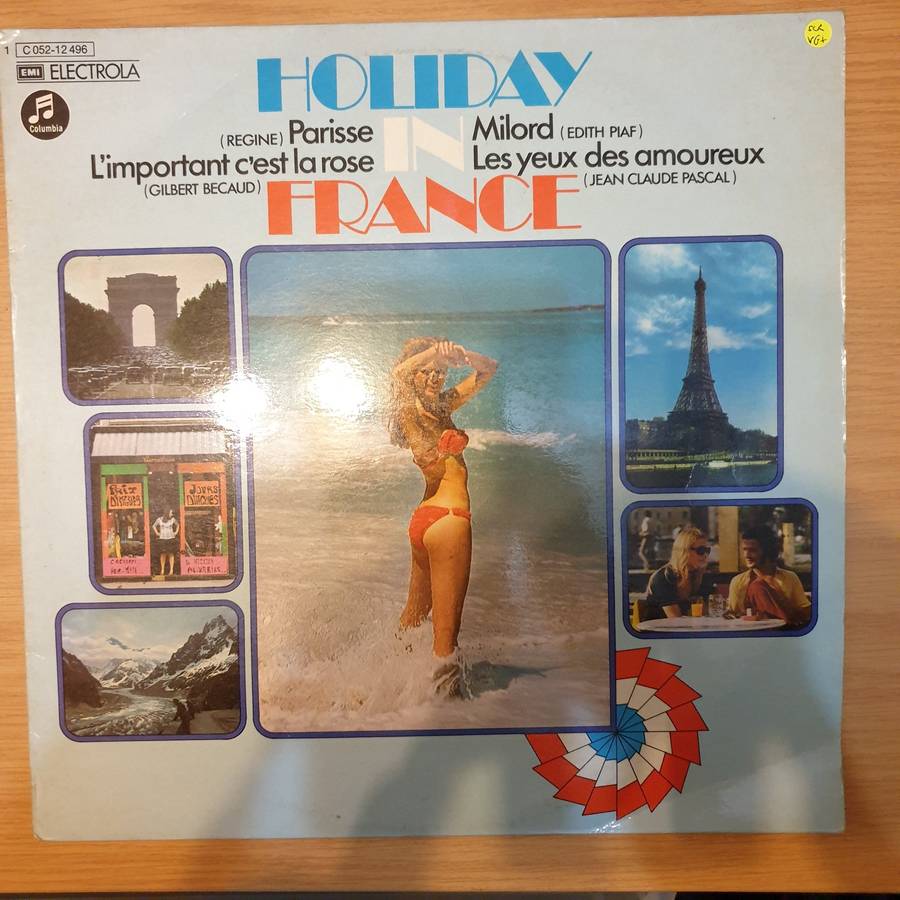 1 C 052-12 496
EMI ELECTROLA
Columbia
HOLIDAY
IN
FRANCE
(REGINE) Parisse
L'important c'est la rose
(GILBERT BECAUD)
Milord (EDITH PIAF)
Les yeux des amoureux
(JEAN CLAUDE PASCAL)
VG+